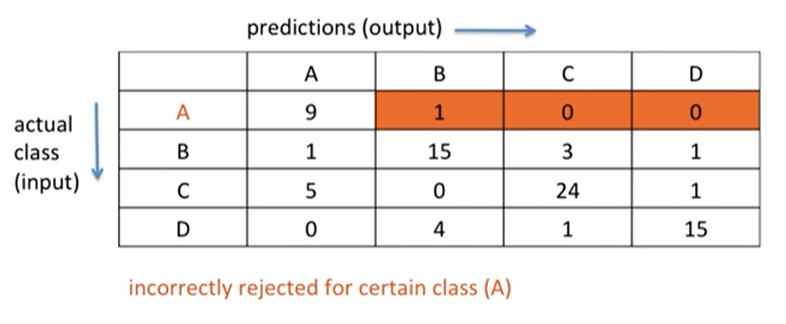 predictions (output)
A B C D
A 9 1 0 0
actual
class
(input)
B 1 15 3 1
C 5 0 24 1
D 0 4 1 15
incorrectly rejected for certain class (A)